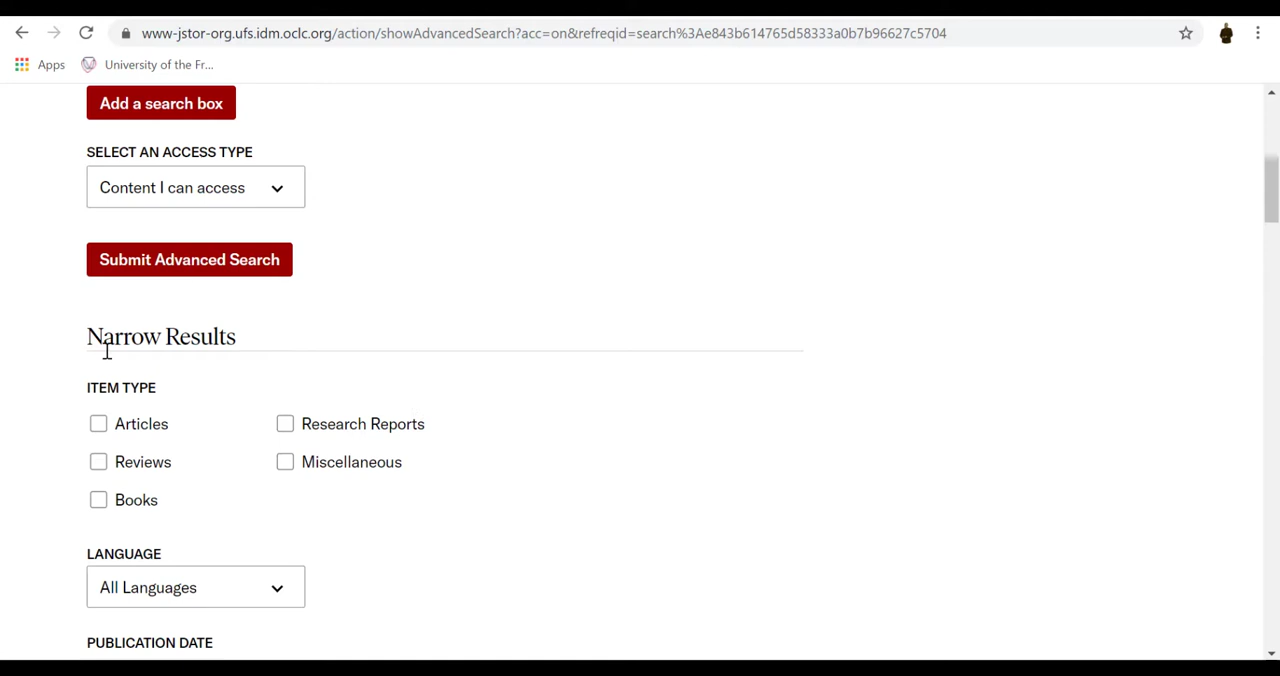 www-jstor-org.ufs.idm.oclc.org/action/showAdvancedSearch?acc=on&refreqid=search%3Ae843b614765d58333a0b7b96627c5704
Apps University of the Fr...
Add a search box
SELECT AN ACCESS TYPE
Content I can access
Submit Advanced Search
Narrow Results
ITEM TYPE
Articles Research Reports
Reviews Miscellaneous
Books
LANGUAGE
All Languages
PUBLICATION DATE